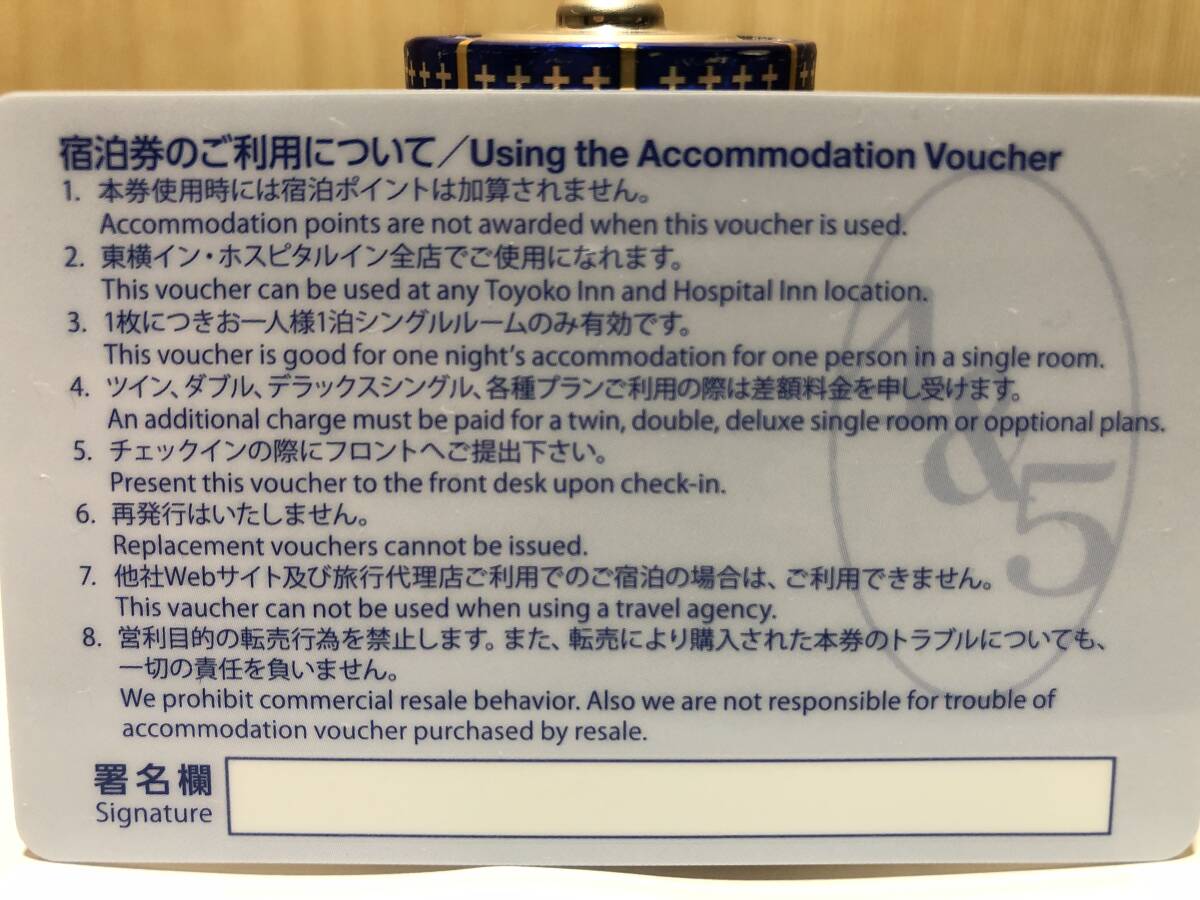 宿泊券のご利用について/Using the Accommodation Voucher
1. 本券使用時には宿泊ポイントは加算されません。
Accommodation points are not awarded when this voucher is used.
2. 東横イン・ホスピタルイン全店でご使用になれます。
This voucher can be used at any Toyoko Inn and Hospital Inn location.
3. 1枚につきお一人様1泊シングルルームのみ有効です。
This voucher is good for one night's accommodation for one person in a single room.
4. ツイン、ダブル、デラックスシングル、各種プランご利用の際は差額料金を申し受けます。
An additional charge must be paid for a twin, double, deluxe single room or opptional plans.
5. チェックインの際にフロントへご提出下さい。
Present this voucher to the front desk upon check-in.
6. 再発行はいたしません。
Replacement vouchers cannot be issued.
7. 他社Webサイト及び旅行代理店ご利用でのご宿泊の場合は、ご利用できません。
This vaucher can not be used when using a travel agency.
8. 営利目的の転売行為を禁止します。また、転売により購入された本券のトラブルについても、
一切の責任を負いません。
We prohibit commercial resale behavior. Also we are not responsible for trouble of
accommodation voucher purchased by resale.
署名欄
Signature
1&5